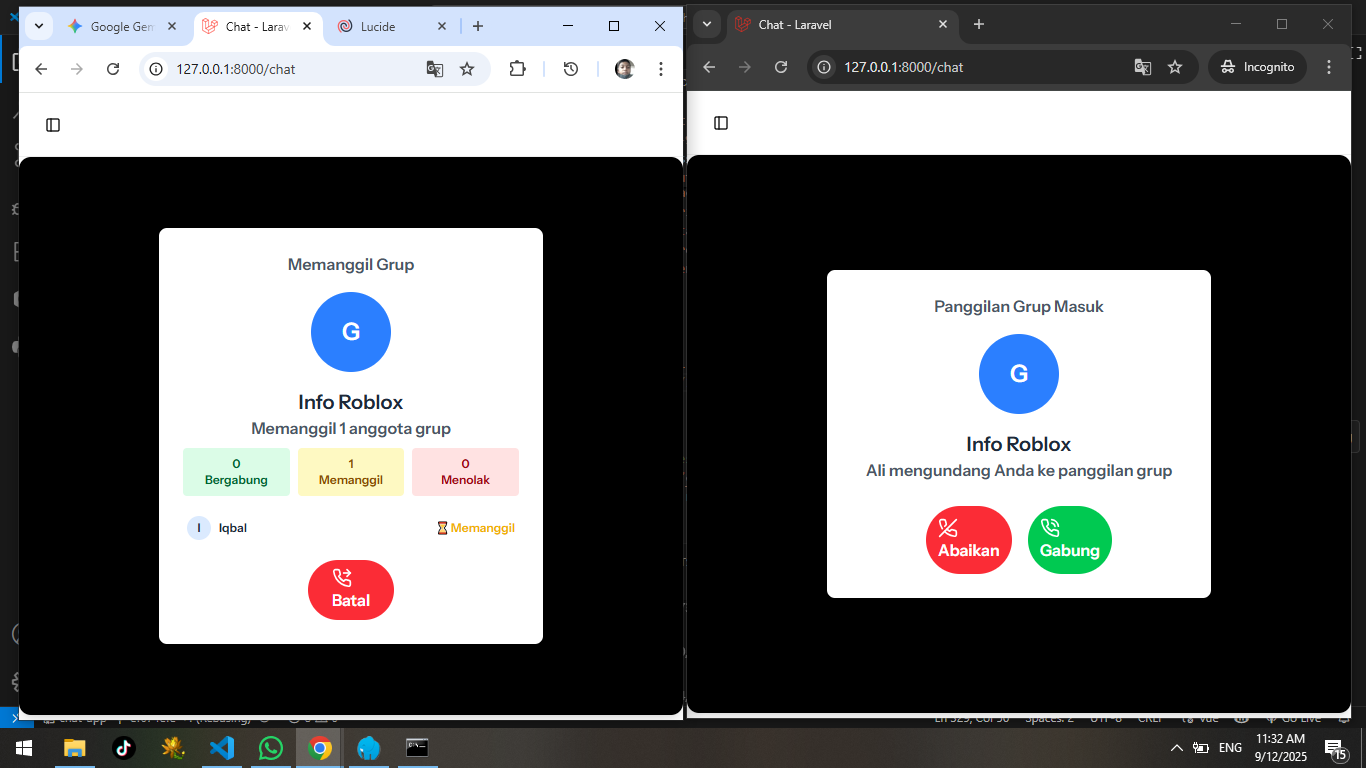 Google Gem
Chat - Larav
Lucide
127.0.0.1:8000/chat
Memanggil Grup
G
Info Roblox
Memanggil 1 anggota grup
0
Bergabung
1
Memanggil
0
Menolak
I
Iqbal
Memanggil
Batal
Chat - Laravel
127.0.0.1:8000/chat
Incognito
Panggilan Grup Masuk
G
Info Roblox
Ali mengundang Anda ke panggilan grup
Abaikan
Gabung
ENG
11:32 AM
9/12/2025
15